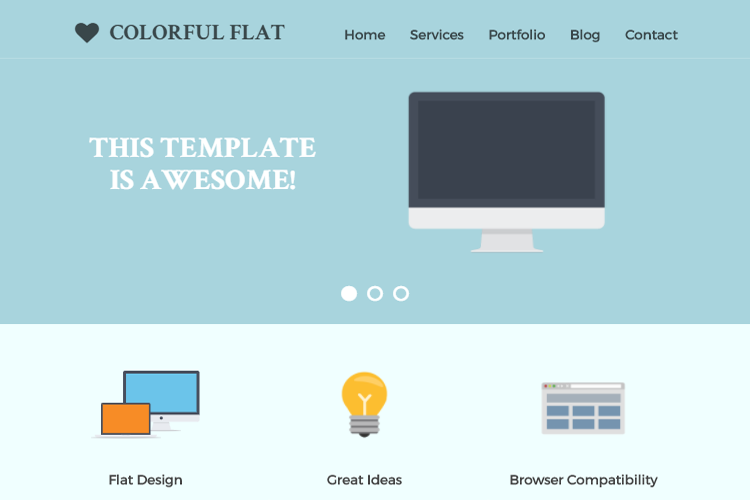 COLORFUL FLAT
Home Services Portfolio Blog Contact
THIS TEMPLATE
IS AWESOME!
Flat Design
Great Ideas
Browser Compatibility